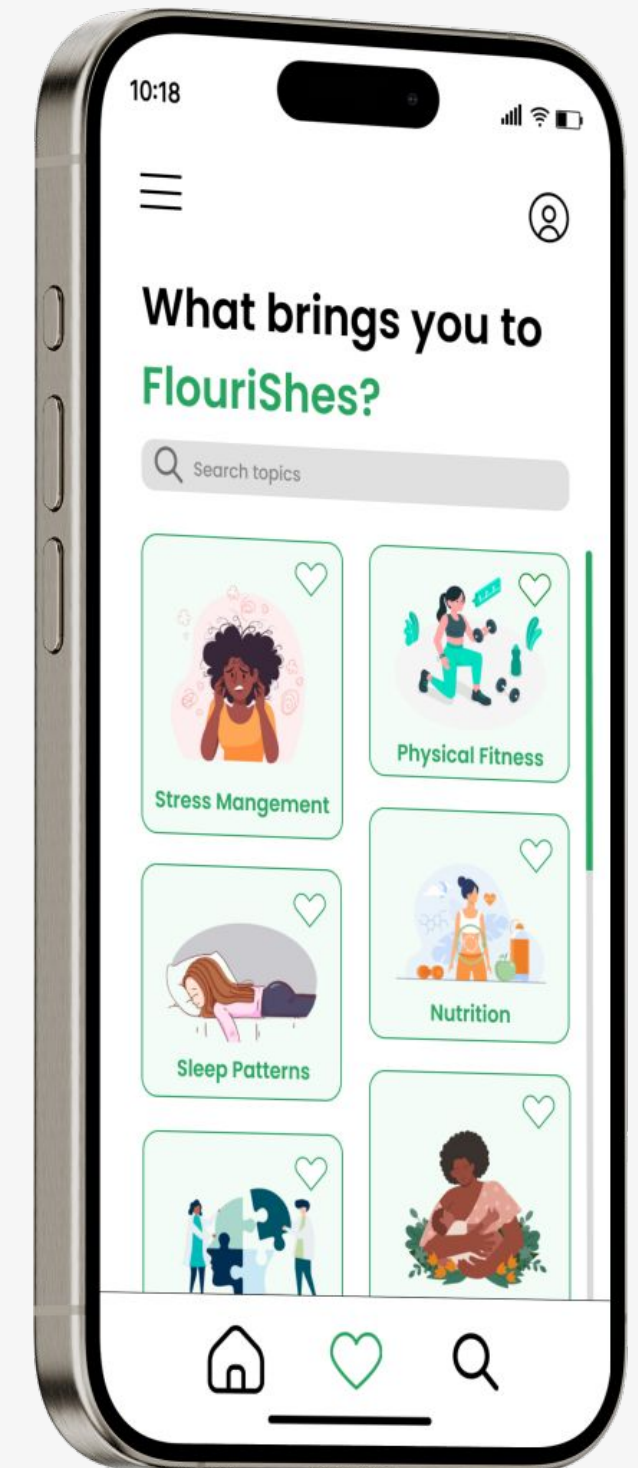 10:18
What brings you to
FlouriShes?
Search topics
Stress Mangement
Physical Fitness
Sleep Patterns
Nutrition